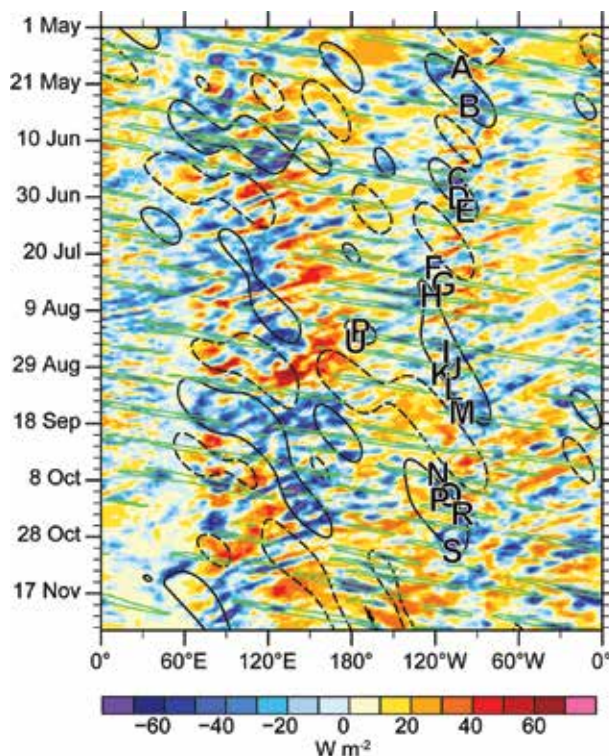 1 May
A
21 May
B
10 Jun
C
30 Jun
D
E
20 Jul
F
G
H
9 Aug
P
U
I
J
29 Aug
K
L
M
18 Sep
N
8 Oct
P
R
28 Oct
S
17 Nov
0° 60°E 120°E 180° 120°W 60°W 0°
−60 −40 −20 0 20 40 60
W m-2